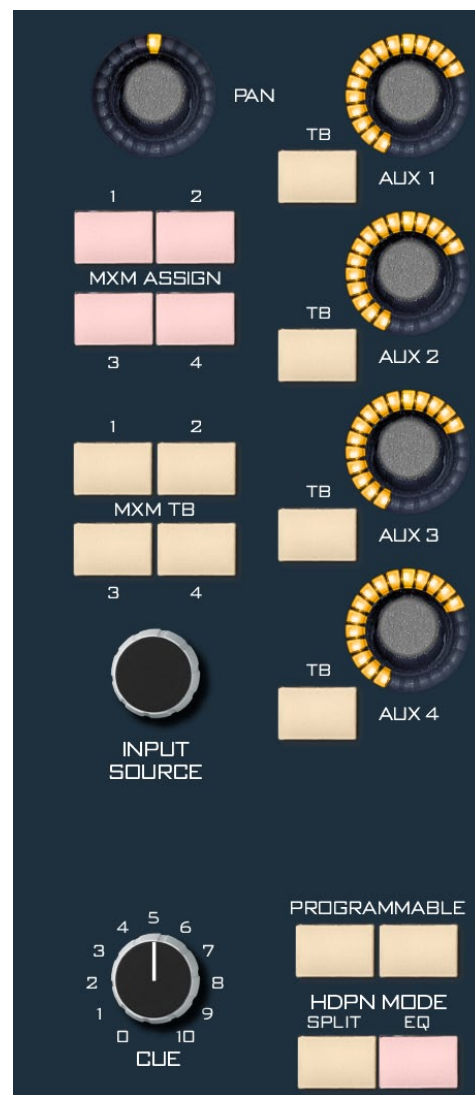 PAN
TB
AUX 1
1 2
MXM ASSIGN
3 4
TB
AUX 2
1 2
MXM TB
3 4
TB
AUX 3
INPUT
SOURCE
TB
AUX 4
PROGRAMMABLE
0 1 2 3 4 5 6 7 8 9 10
CUE
HDPN MODE
SPLIT EQ